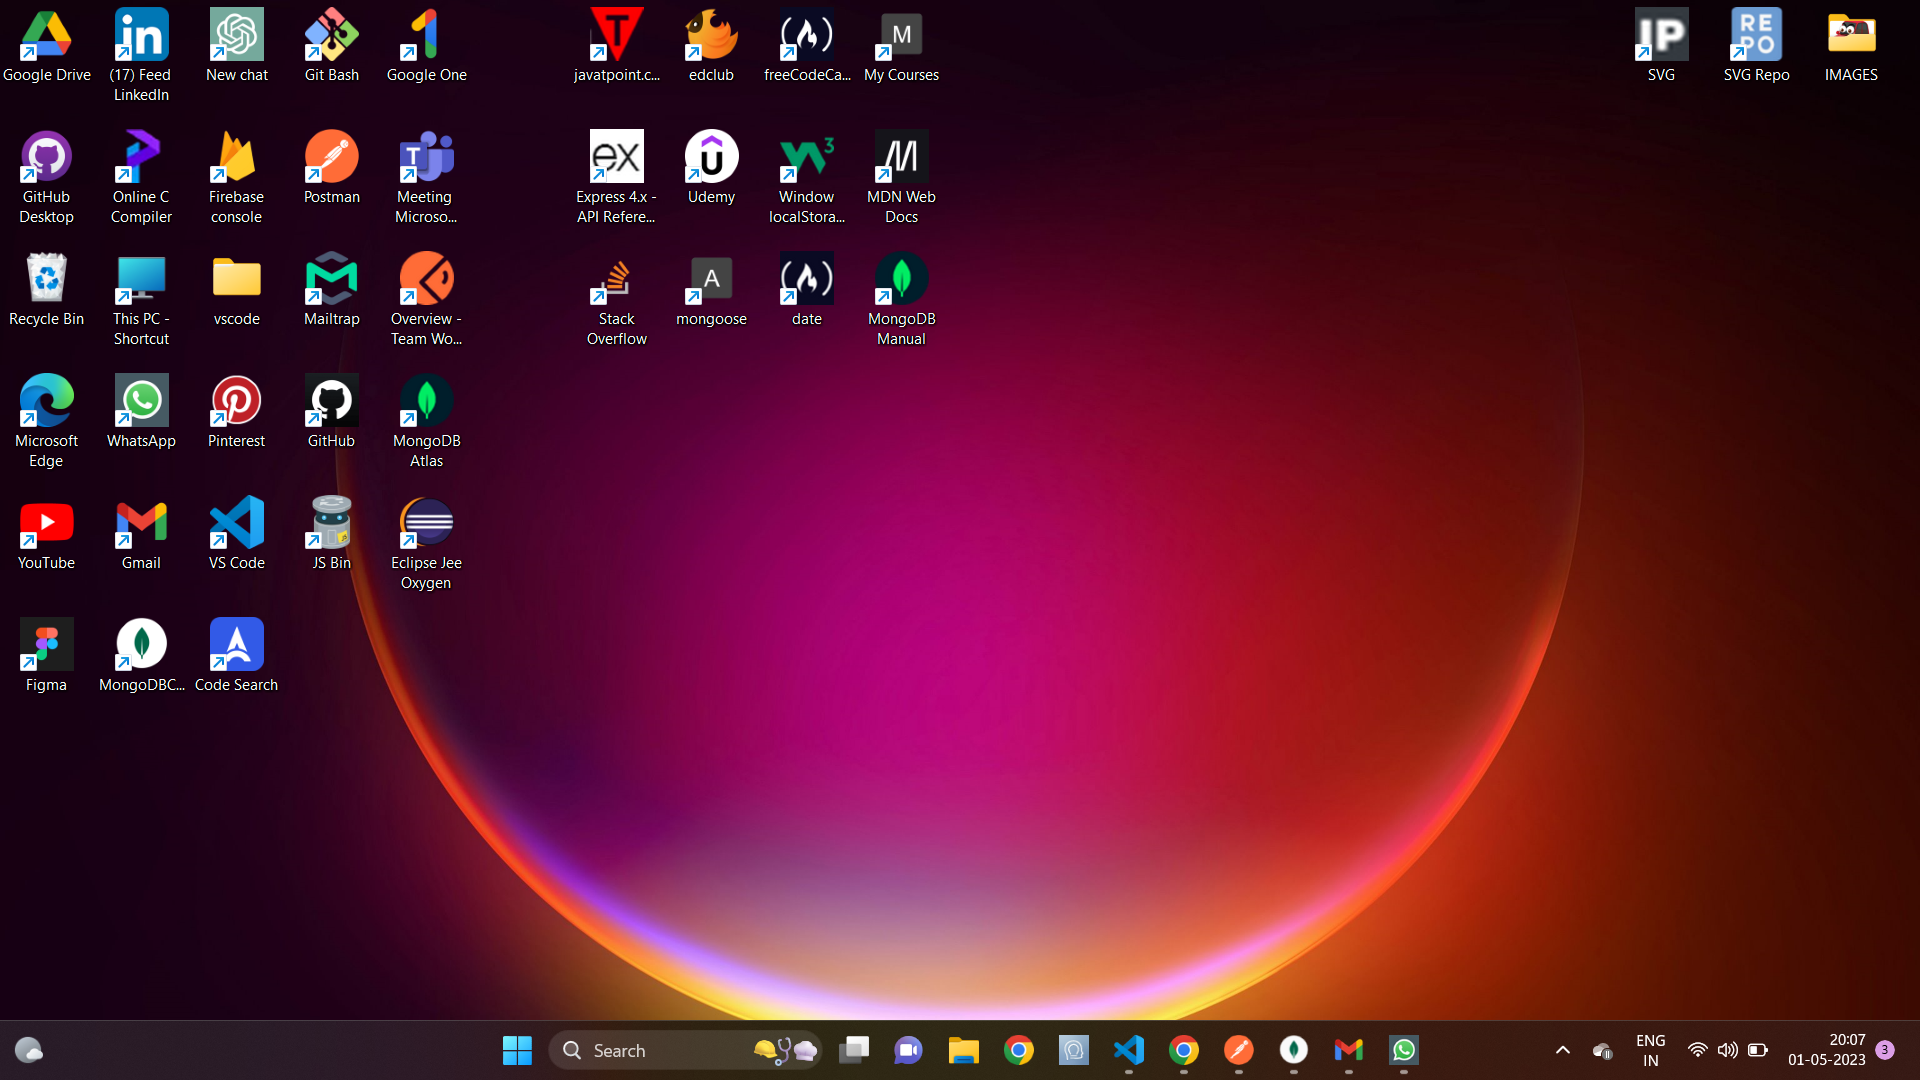 Google Drive
(17) Feed
LinkedIn
New chat
Git Bash
Google One
javatpoint.c...
edclub
freeCodeCa...
M
My Courses
IP
SVG
RE
PO
SVG Repo
IMAGES
GitHub
Desktop
Online C
Compiler
Firebase
console
Postman
T
Meeting
Microso...
ex
Express 4.x -
API Refere...
Udemy
Window
localStora...
MDN Web
Docs
Recycle Bin
This PC -
Shortcut
vscode
Mailtrap
Overview -
Team Wo...
Stack
Overflow
A
mongoose
date
MongoDB
Manual
Microsoft
Edge
WhatsApp
Pinterest
GitHub
MongoDB
Atlas
YouTube
Gmail
VS Code
JS Bin
Eclipse Jee
Oxygen
Figma
MongoDBC...
Code Search
Search
ENG
IN
20:07
01-05-2023
3